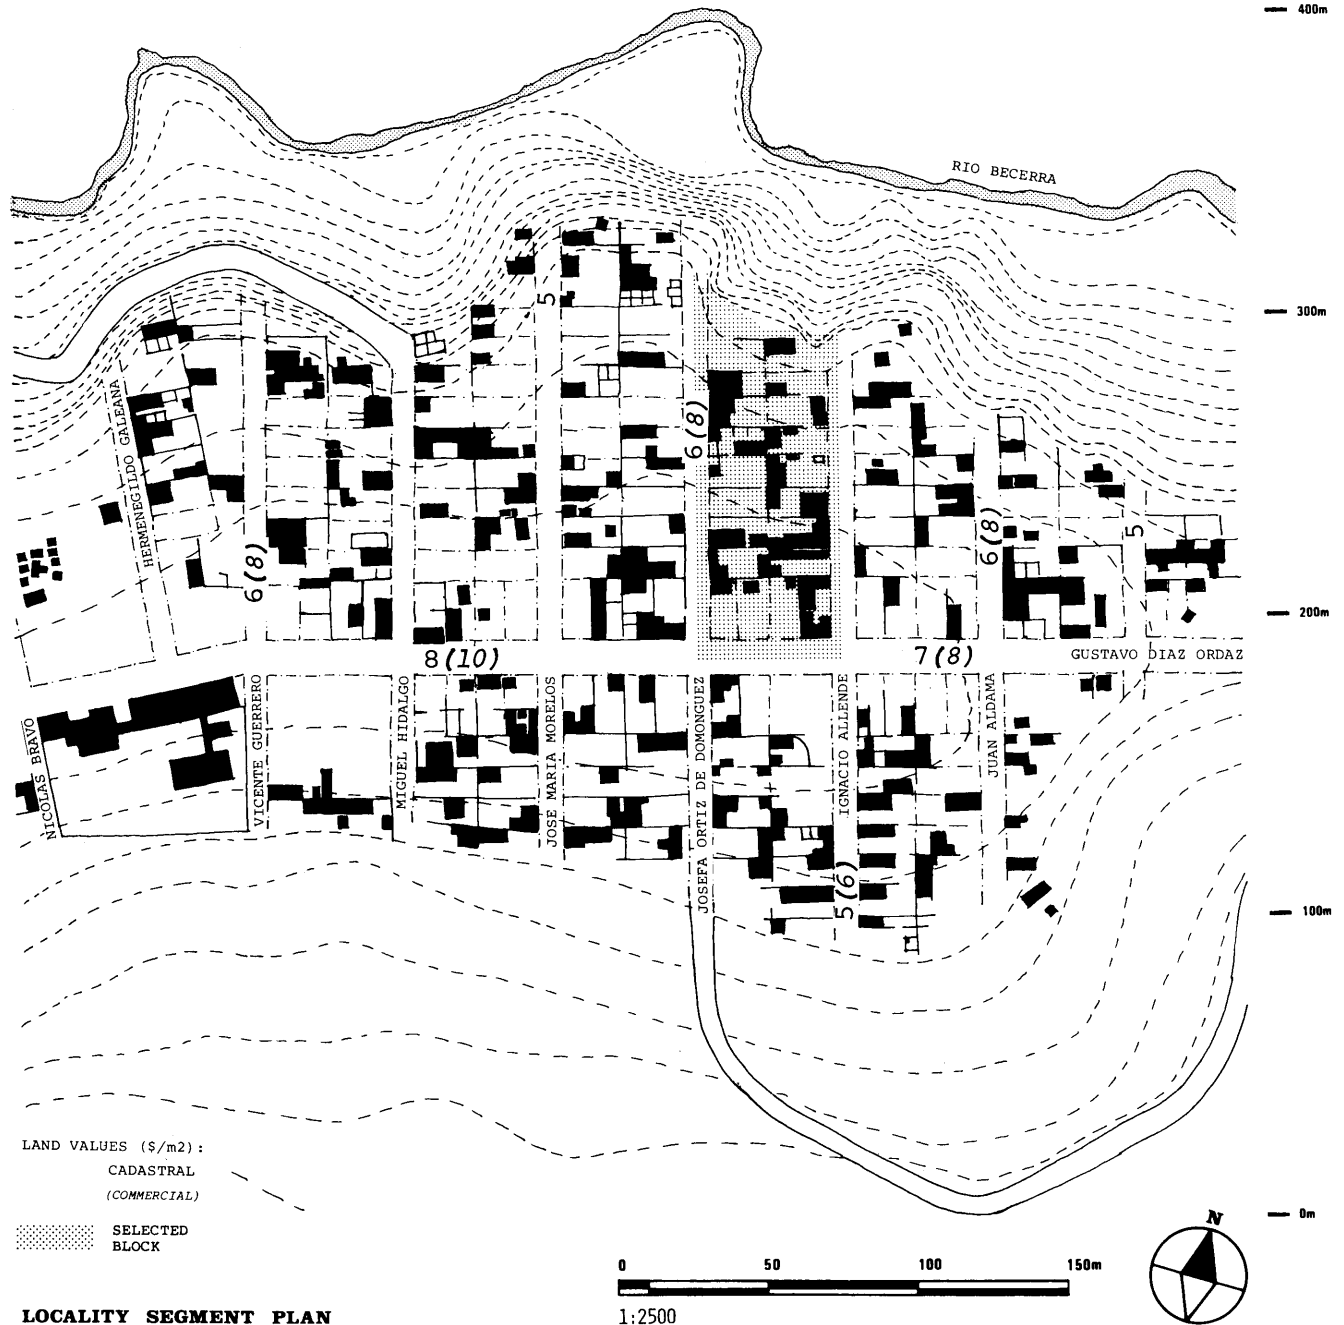 400m
RIO BECERRA
5
300m
HERMENEGILDO GALEANA
6(8)
6(8)
6(8)
5
200m
8(10)
7(8)
GUSTAVO DIAZ ORDAZ
NICOLAS BRAVO
VICENTE GUERRERO
MIGUEL HIDALGO
JOSE MARIA MORELOS
JOSEFA ORTIZ DE DOMONGUEZ
IGNACIO ALLENDE
JUAN ALDAMA
5(6)
100m
LAND VALUES ($/m2):
CADASTRAL
(COMMERCIAL)
SELECTED
BLOCK
0m
N
0 50 100 150m
LOCALITY SEGMENT PLAN
1:2500